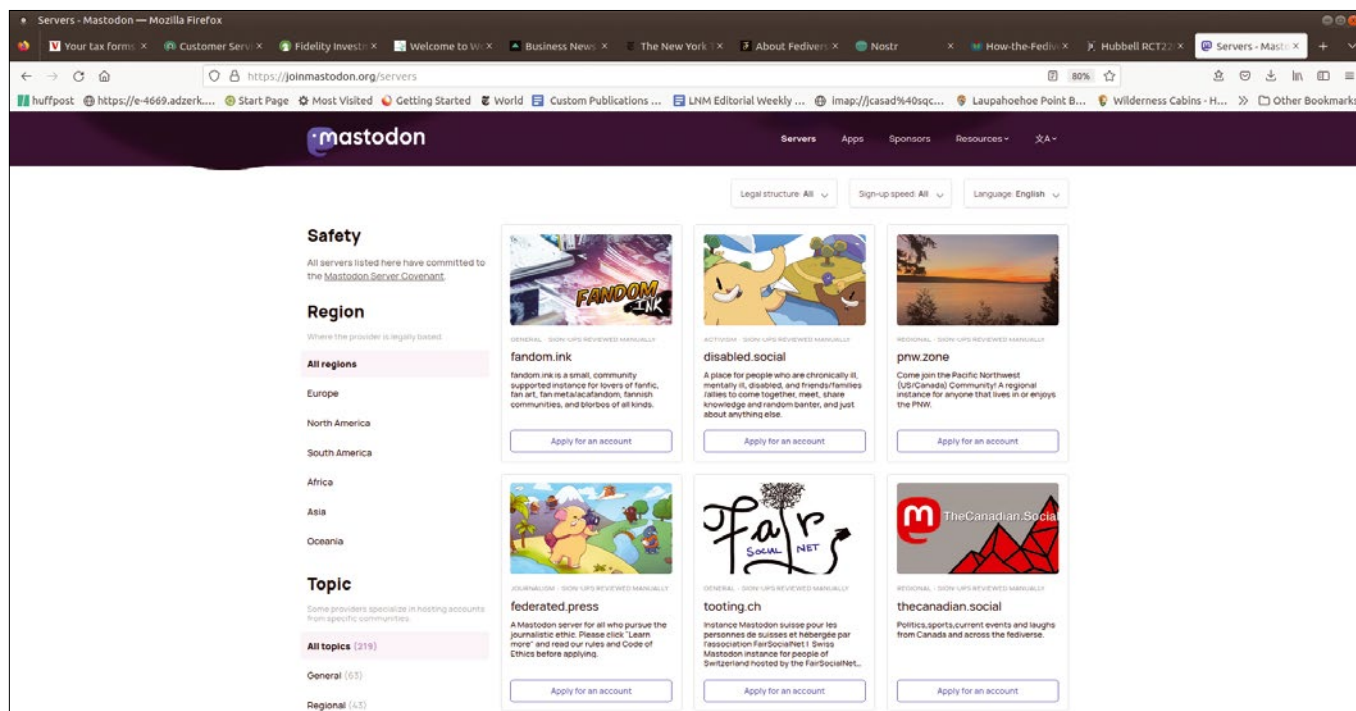 Servers - Mastodon — Mozilla Firefox
Your tax forms
Customer Servi
Fidelity Investm
Welcome to Wo
Business News
The New York T
About Fedivers
Nostr
How-the-Fediv
Hubbell RCT22
Servers - Masto
https://joinmastodon.org/servers
80%
huffpost
https://e-4669.adzerk....
Start Page
Most Visited
Getting Started
World
Custom Publications ...
LNM Editorial Weekly ...
imap://jcasad%40sqc...
Laupahoehoe Point B...
Wilderness Cabins - H...
Other Bookmarks
mastodon
Servers
Apps
Sponsors
Resources
文A
Legal structure: All
Sign-up speed: All
Language: English
Safety
All servers listed here have committed to
the Mastodon Server Covenant.
Region
Where the provider is legally based
All regions
Europe
North America
South America
Africa
Asia
Oceania
Topic
Some providers specialize in hosting accounts
from specific communities.
All topics (219)
General (63)
Regional (43)
FANDOM
INK
GENERAL - SIGN-UPS REVIEWED MANUALLY
fandom.ink
fandom.ink is a small, community
supported instance for lovers of fanfic,
fan art, fan meta/acafandom, fannish
communities, and blorbos of all kinds.
Apply for an account
ACTIVISM - SIGN-UPS REVIEWED MANUALLY
disabled.social
A place for people who are chronically ill,
mentally ill, disabled, and friends/families
/allies to come together, meet, share
knowledge and random banter, and just
about anything else.
Apply for an account
REGIONAL - SIGN-UPS REVIEWED MANUALLY
pnw.zone
Come join the Pacific Northwest
(US/Canada) Community! A regional
instance for anyone that lives in or enjoys
the PNW.
Apply for an account
JOURNALISM - SIGN-UPS REVIEWED MANUALLY
federated.press
A Mastodon server for all who pursue the
journalistic ethic. Please click "Learn
more" and read our rules and Code of
Ethics before applying.
Apply for an account
Fair
SOCIAL NET
GENERAL - SIGN-UPS REVIEWED MANUALLY
tooting.ch
Instance Mastodon suisse pour les
personnes de suisses et hébergée par
l'association FairSocialNet | Swiss
Mastodon instance for people of
Switzerland hosted by the FairSocialNet...
Apply for an account
TheCanadian.Social
REGIONAL - SIGN-UPS REVIEWED MANUALLY
thecanadian.social
Politics,sports,current events and laughs
from Canada and across the fediverse.
Apply for an account